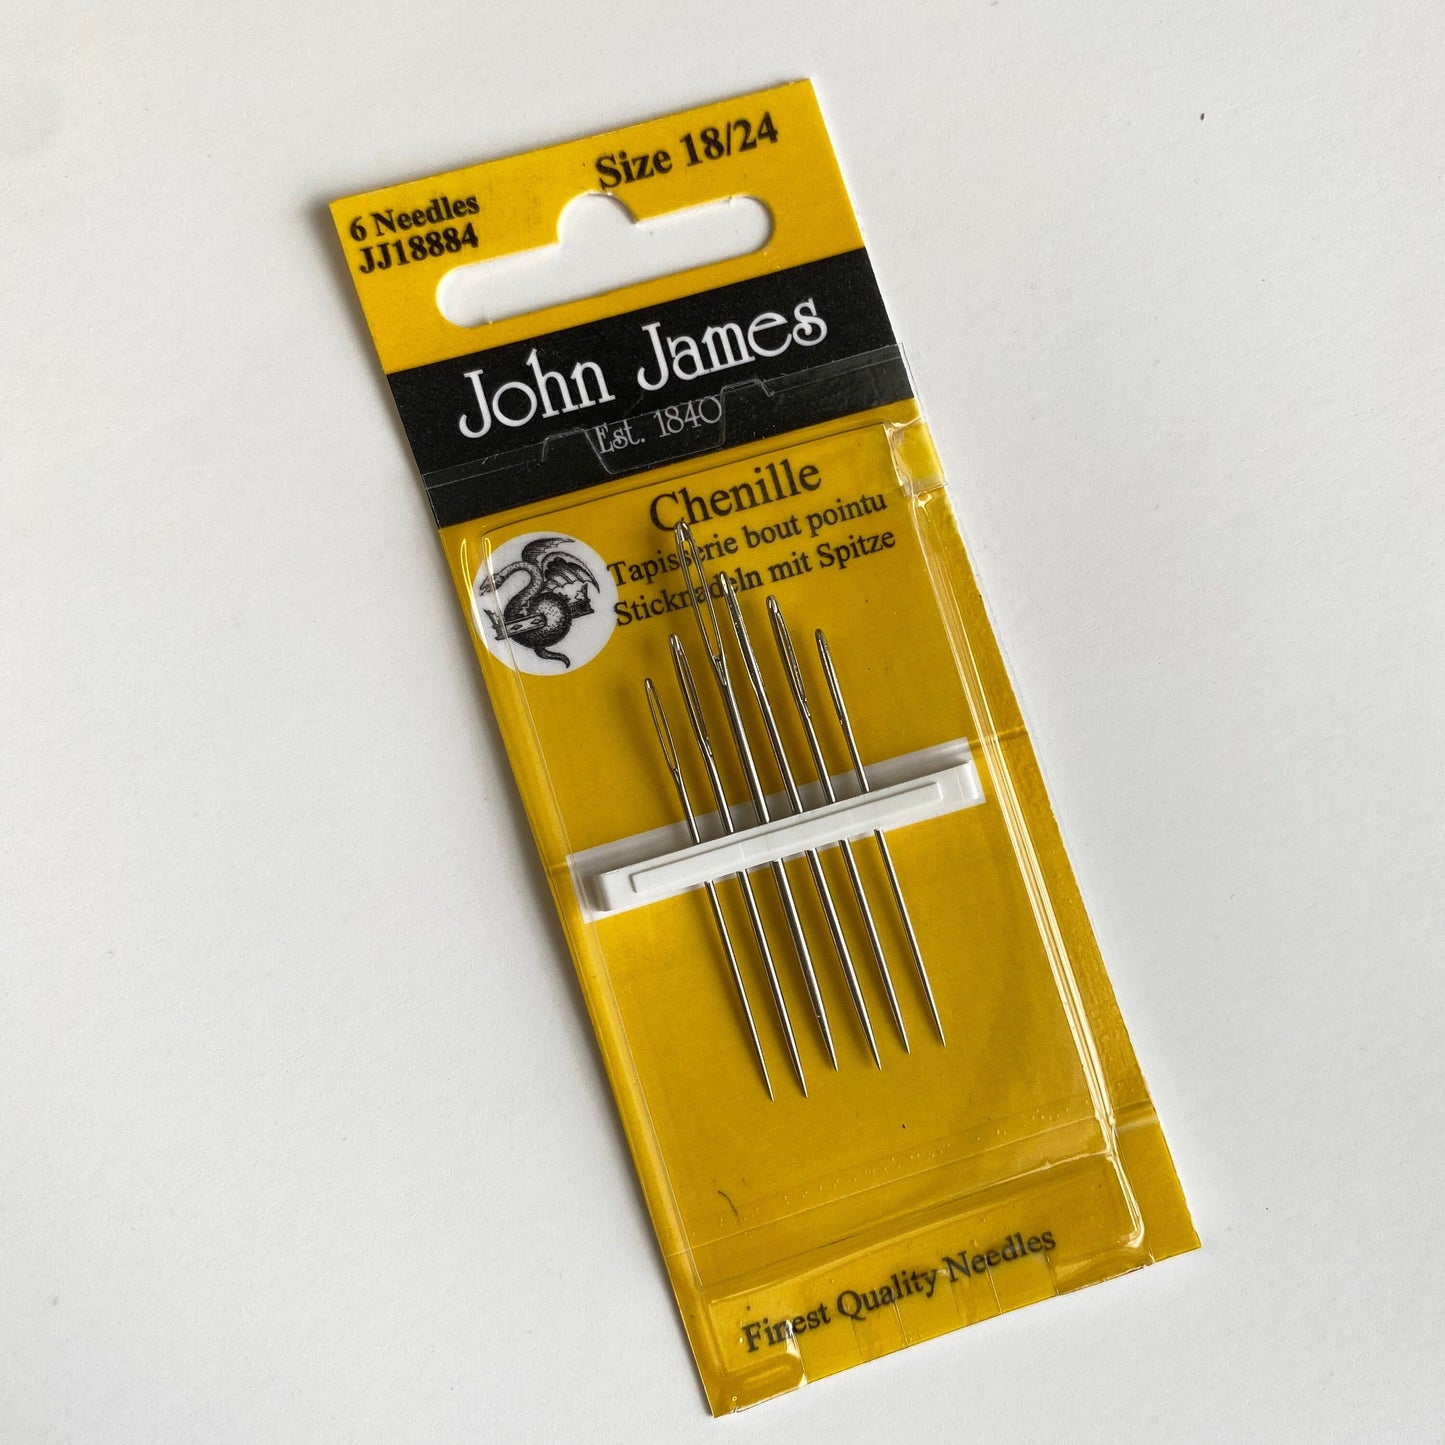 Size 18/24
6 Needles
JJ18884
John James
Est. 1840
Chenille
Tapisserie bout pointu
Sticknadeln mit Spitze
Finest Quality Needles